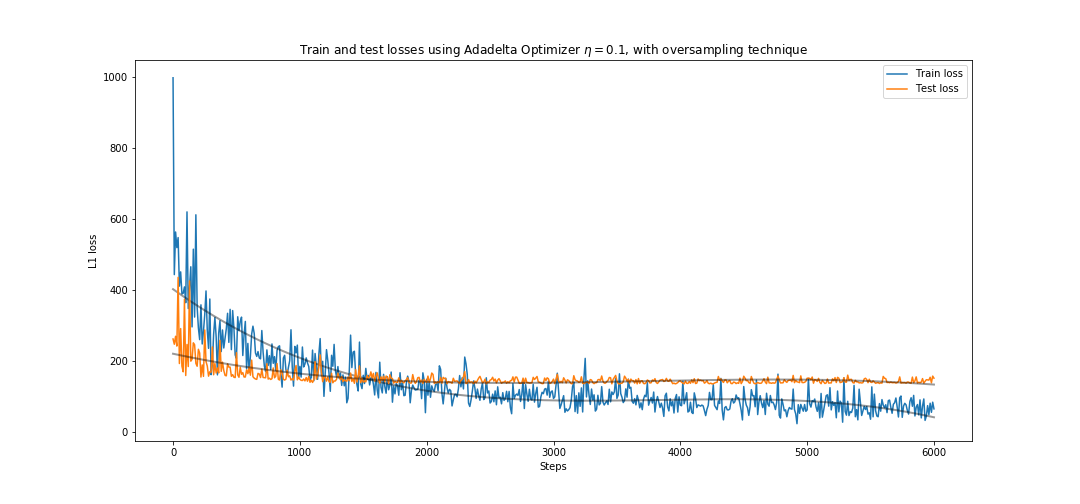 Train and test losses using Adadelta Optimizer η = 0.1, with oversampling technique
Train loss
Test loss
L1 loss
1000
800
600
400
200
0
0 1000 2000 3000 4000 5000 6000
Steps